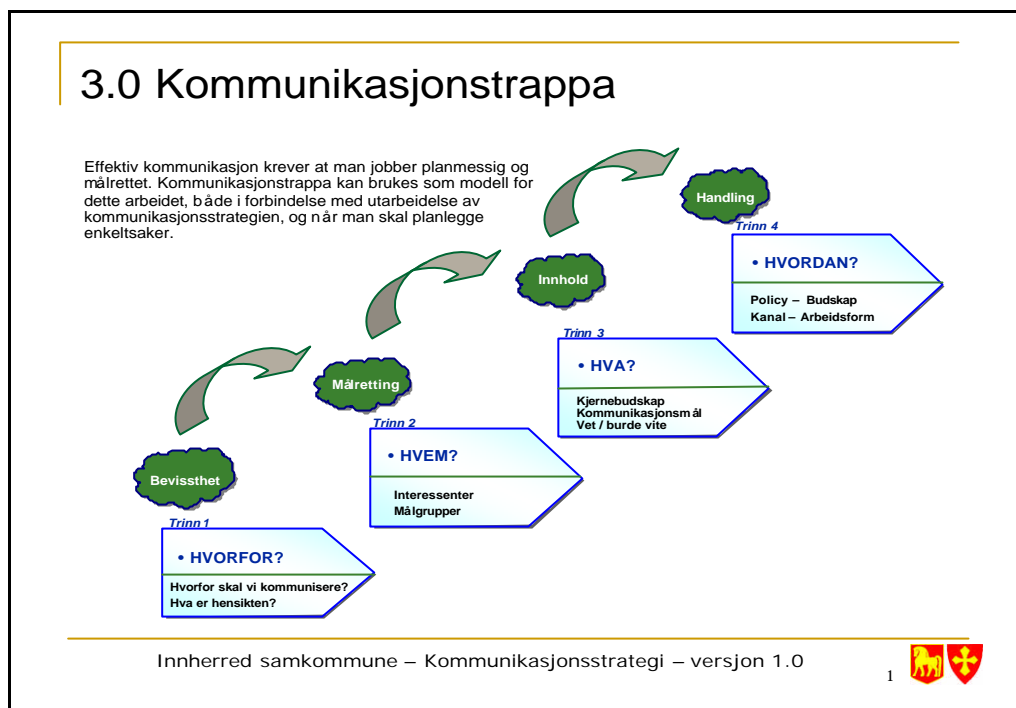 3.0 Kommunikasjonstrappa
Effektiv kommunikasjon krever at man jobber planmessig og
målrettet. Kommunikasjonstrappa kan brukes som modell for
dette arbeidet, både i forbindelse med utarbeidelse av
kommunikasjonsstrategien, og når man skal planlegge
enkeltsaker.
Handling
Trinn 4
• HVORDAN?
Policy – Budskap
Kanal – Arbeidsform
Innhold
Trinn 3
• HVA?
Kjernebudskap
Kommunikasjonsmål
Vet / burde vite
Målretting
Trinn 2
• HVEM?
Interessenter
Målgrupper
Bevissthet
Trinn 1
• HVORFOR?
Hvorfor skal vi kommunisere?
Hva er hensikten?
Innherred samkommune – Kommunikasjonsstrategi – versjon 1.0
1